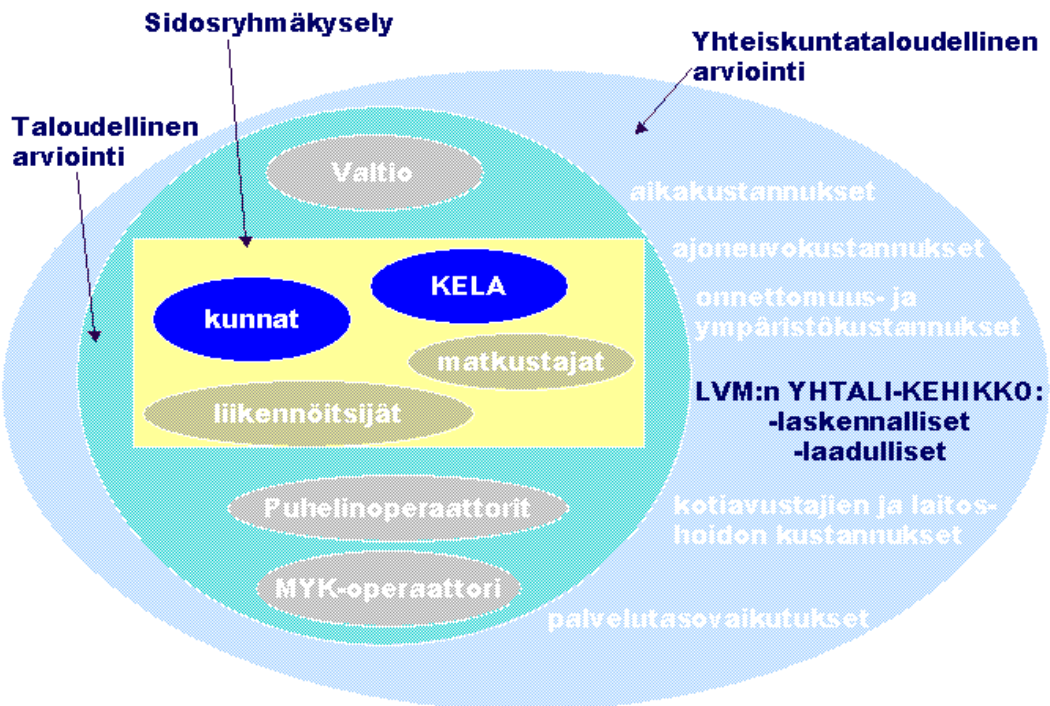 Sidosryhmäkysely
Yhteiskuntataloudellinen
arviointi
Taloudellinen
arviointi
Valtio
aikakustannukset
ajoneuvokustannukset
KELA
kunnat
onnettomuus- ja
ympäristökustannukset
matkustajat
liikennöitsijät
LVM:n YHTALI-KEHIKKO:
-laskennalliset
-laadulliset
Puhelinoperaattorit
kotiavustajien ja laitos-
hoidon kustannukset
MYK-operaattori
palvelutasovaikutukset